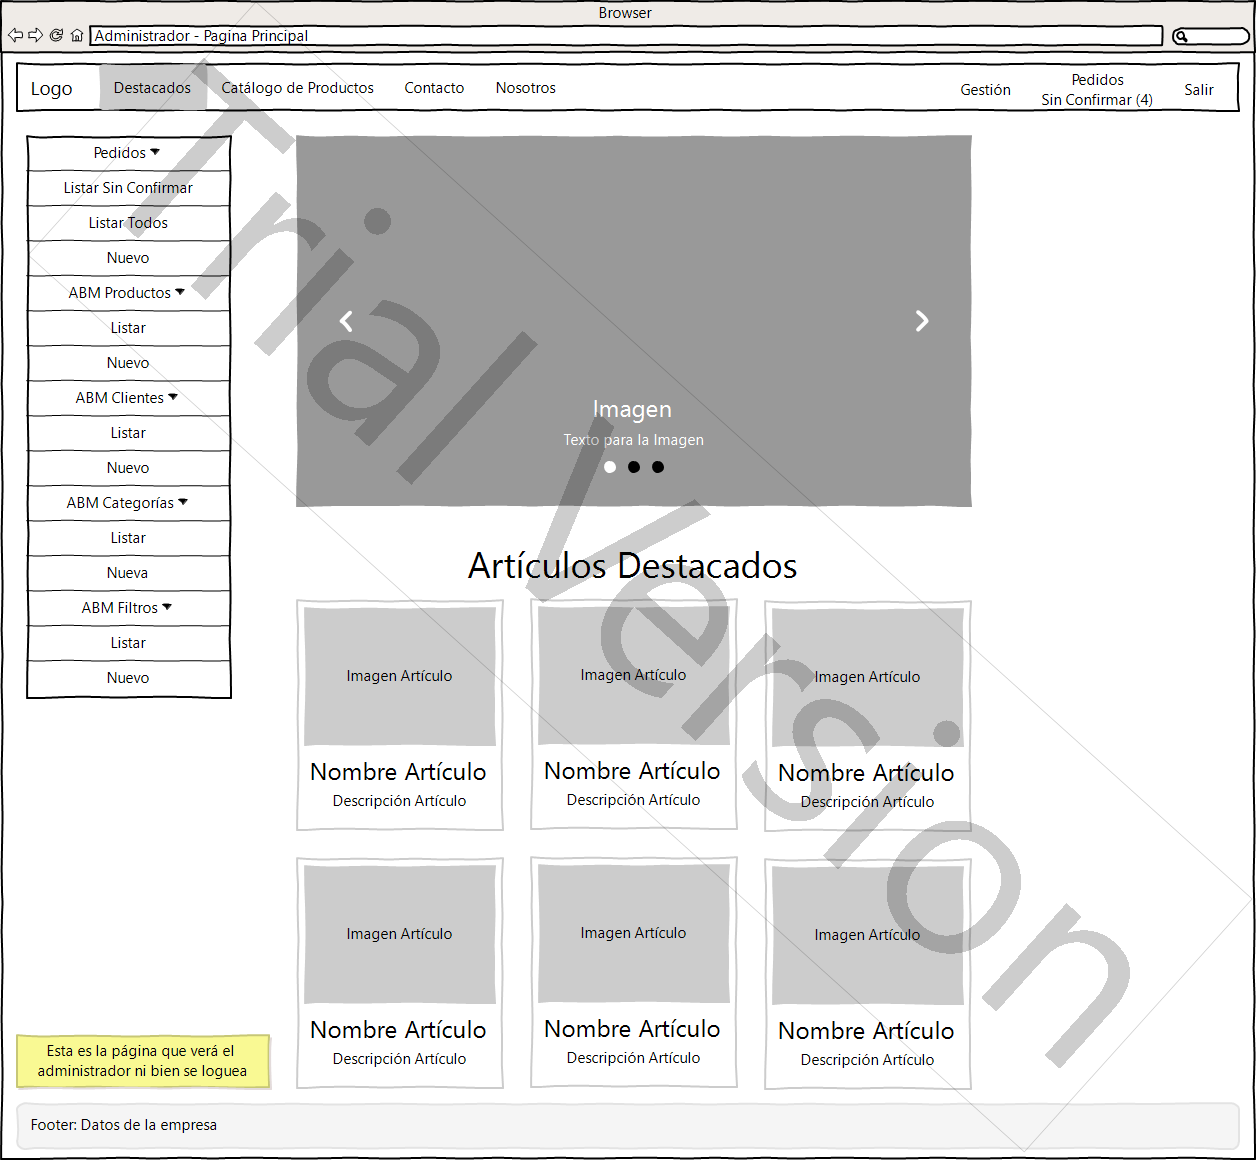 Browser
Administrador - Pagina Principal
Logo
Destacados
Catálogo de Productos
Contacto
Nosotros
Gestión
Pedidos
Sin Confirmar (4)
Salir
Pedidos
Listar Sin Confirmar
Listar Todos
Nuevo
ABM Productos
Listar
Nuevo
ABM Clientes
Listar
Nuevo
ABM Categorías
Listar
Nueva
ABM Filtros
Listar
Nuevo
Imagen
Texto para la Imagen
Artículos Destacados
Imagen Artículo
Nombre Artículo
Descripción Artículo
Imagen Artículo
Nombre Artículo
Descripción Artículo
Imagen Artículo
Nombre Artículo
Descripción Artículo
Imagen Artículo
Nombre Artículo
Descripción Artículo
Imagen Artículo
Nombre Artículo
Descripción Artículo
Imagen Artículo
Nombre Artículo
Descripción Artículo
Esta es la página que verá el
administrador ni bien se loguea
Footer: Datos de la empresa
Trial Version